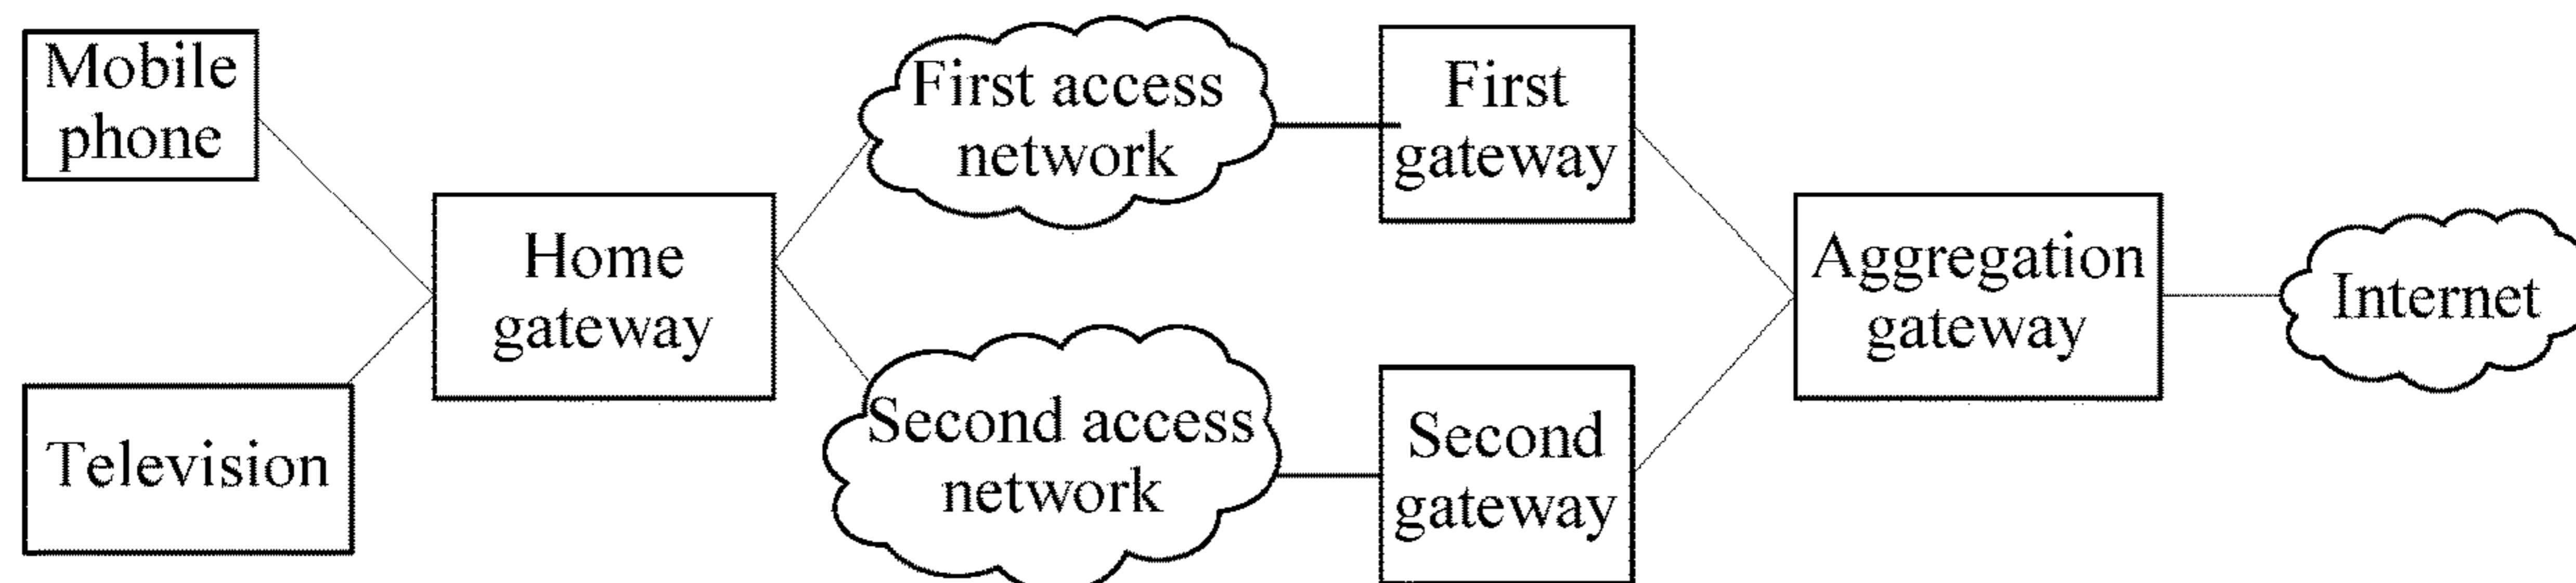 Mobile
phone
Television
Home
gateway
First access
network
Second access
network
First
gateway
Second
gateway
Aggregation
gateway
Internet